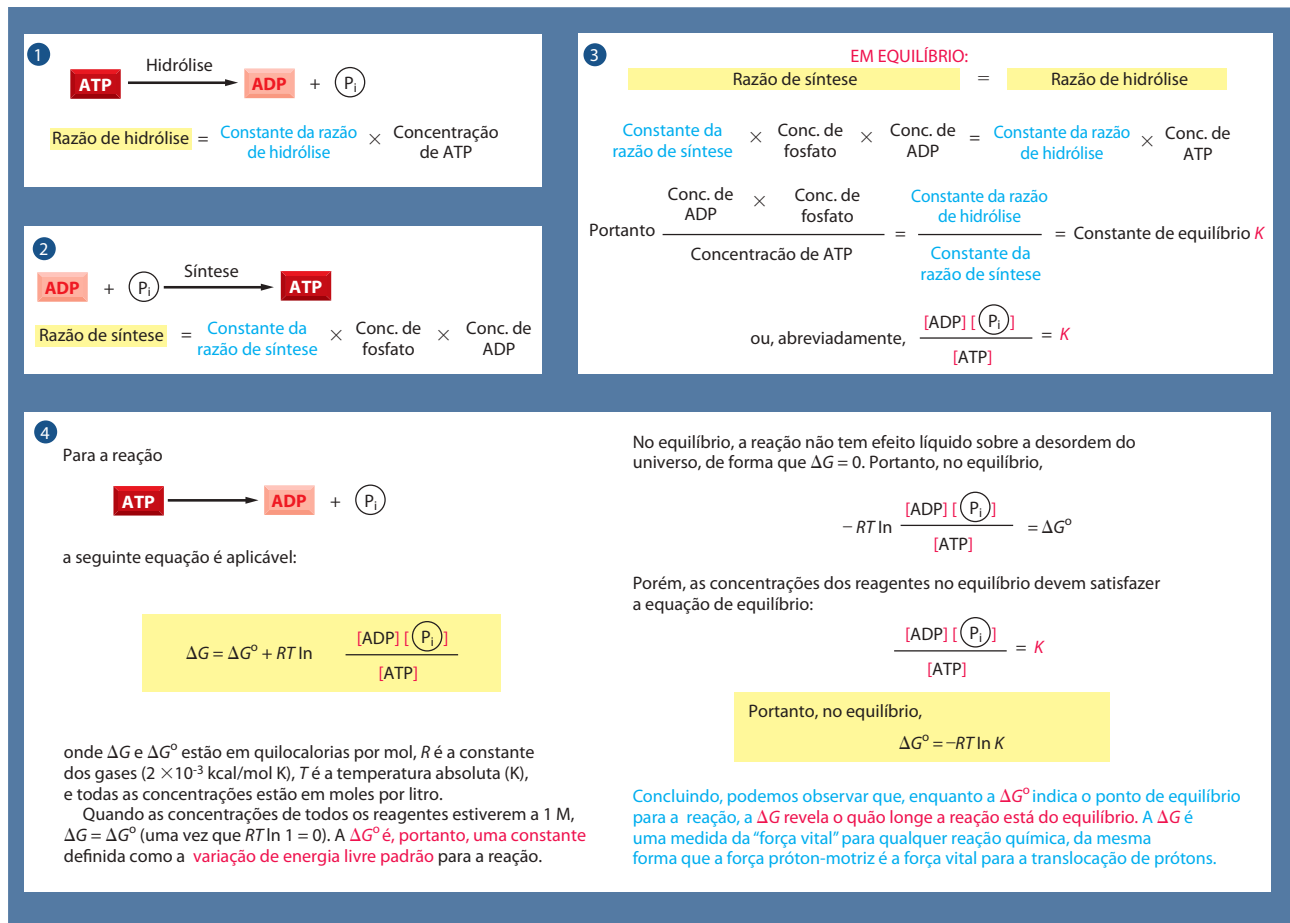 1
Hidrólise
ATP ADP + Pi
Razão de hidrólise = Constante da razão de hidrólise × Concentração de ATP
2
Síntese
ADP + Pi ATP
Razão de síntese = Constante da razão de síntese × Conc. de fosfato × Conc. de ADP
3
EM EQUILÍBRIO:
Razão de síntese = Razão de hidrólise
Constante da razão de síntese × Conc. de fosfato × Conc. de ADP = Constante da razão de hidrólise × Conc. de ATP
Portanto
Conc. de ADP × Conc. de fosfato
Concentracão de ATP
=
Constante da razão de hidrólise
Constante da razão de síntese
= Constante de equilíbrio K
ou, abreviadamente,
[ADP] [Pi]
[ATP]
= K
4
Para a reação
ATP ADP + Pi
a seguinte equação é aplicável:
ΔG = ΔG° + RT ln
[ADP] [Pi]
[ATP]
onde ΔG e ΔG° estão em quilocalorias por mol, R é a constante
dos gases (2 ×10⁻³ kcal/mol K), T é a temperatura absoluta (K),
e todas as concentrações estão em moles por litro.
Quando as concentrações de todos os reagentes estiverem a 1 M,
ΔG = ΔG° (uma vez que RT ln 1 = 0). A ΔG° é, portanto, uma constante
definida como a variação de energia livre padrão para a reação.
No equilíbrio, a reação não tem efeito líquido sobre a desordem do
universo, de forma que ΔG = 0. Portanto, no equilíbrio,
– RT ln
[ADP] [Pi]
[ATP]
= ΔG°
Porém, as concentrações dos reagentes no equilíbrio devem satisfazer
a equação de equilíbrio:
[ADP] [Pi]
[ATP]
= K
Portanto, no equilíbrio,
ΔG° = –RT ln K
Concluindo, podemos observar que, enquanto a ΔG° indica o ponto de equilíbrio
para a reação, a ΔG revela o quão longe a reação está do equilíbrio. A ΔG é
uma medida da “força vital” para qualquer reação química, da mesma
forma que a força próton-motriz é a força vital para a translocação de prótons.